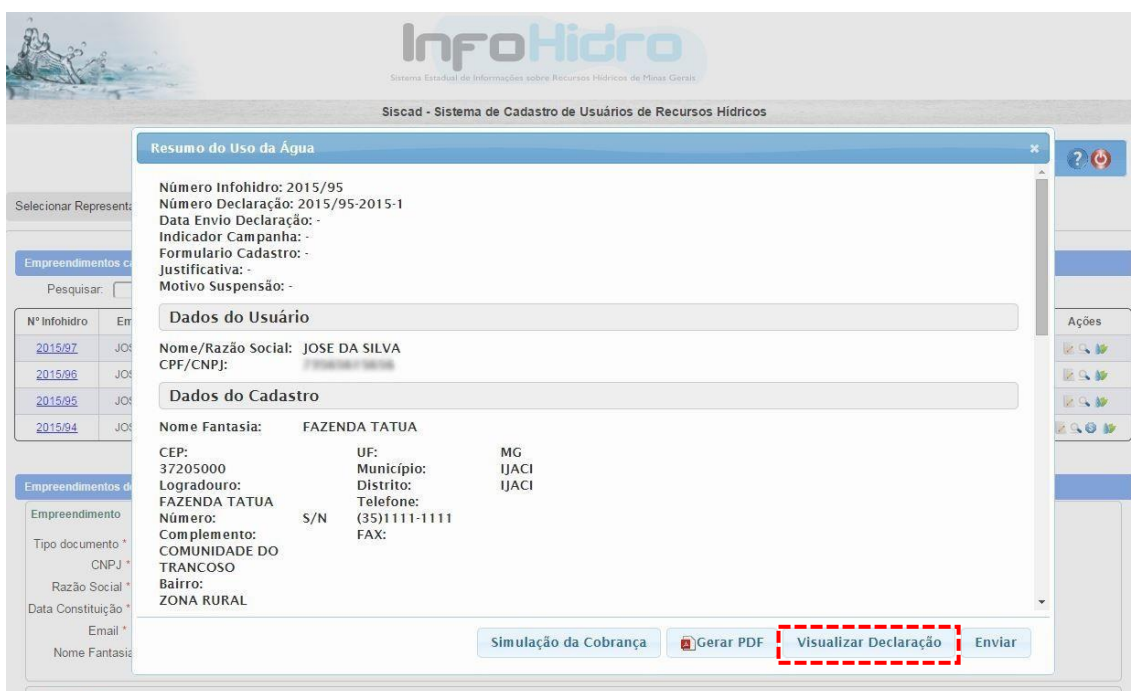 InfoHidro
Sistema Estadual de Informações sobre Recursos Hídricos de Minas Gerais
Siscad - Sistema de Cadastro de Usuários de Recursos Hídricos
Resumo do Uso da Água
Selecionar Representa
Número Infohidro: 2015/95
Número Declaração: 2015/95-2015-1
Data Envio Declaração: -
Indicador Campanha: -
Formulario Cadastro: -
Justificativa: -
Motivo Suspensão: -
Empreendimentos ca
Pesquisar:
Nº Infohidro Em Ações
2015/97 JOS
2015/96 JOS
2015/95 JOS
2015/94 JOS
Dados do Usuário
Nome/Razão Social: JOSE DA SILVA
CPF/CNPJ:
Dados do Cadastro
Nome Fantasia: FAZENDA TATUA
CEP: UF: MG
37205000 Município: IJACI
Logradouro: Distrito: IJACI
FAZENDA TATUA Telefone:
Número: S/N (35)1111-1111
Complemento: FAX:
COMUNIDADE DO
TRANCOSO
Bairro:
ZONA RURAL
Empreendimentos d
Empreendimento
Tipo documento *
CNPJ *
Razão Social *
Data Constituição *
Email *
Nome Fantasia
Simulação da Cobrança Gerar PDF Visualizar Declaração Enviar